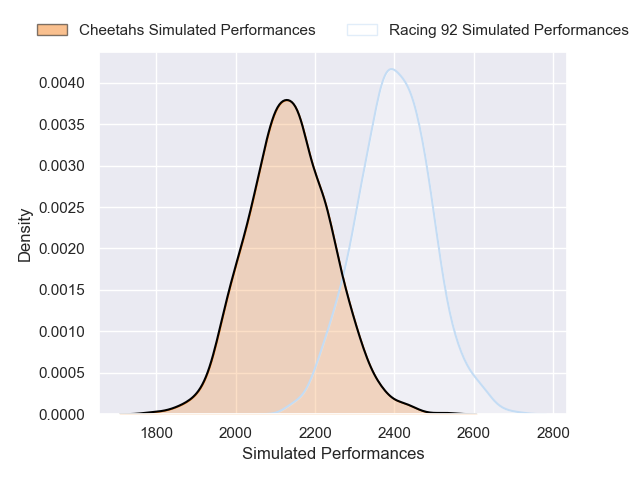 Cheetahs Simulated Performances
Racing 92 Simulated Performances
0.0040
0.0035
0.0030
0.0025
0.0020
0.0015
0.0010
0.0005
0.0000
Density
1800 2000 2200 2400 2600 2800
Simulated Performances